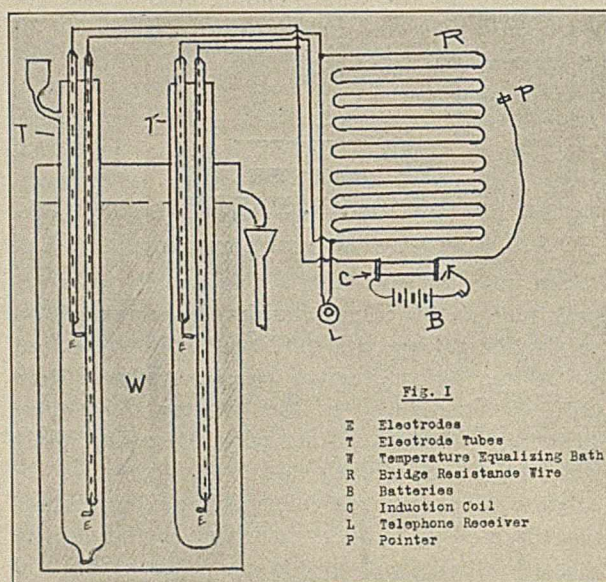 R
P
T
T
C
B
L
E
E
W
E
E
Fig. I
E Electrodes
T Electrode Tubes
W Temperature Equalizing Bath
R Bridge Resistance Wire
B Batteries
C Induction Coil
L Telephone Receiver
P Pointer